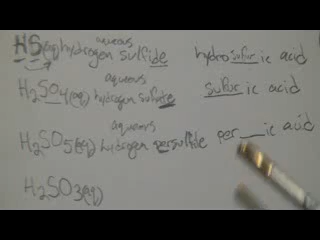 aqueous
HS(aq) hydrogen sulfide hydrosulfuric acid
aqueous
H2SO4(aq) hydrogen sulfate sulfuric acid
aqueous
H2SO5(aq) hydrogen persulfide per__ic acid
H2SO3(aq)